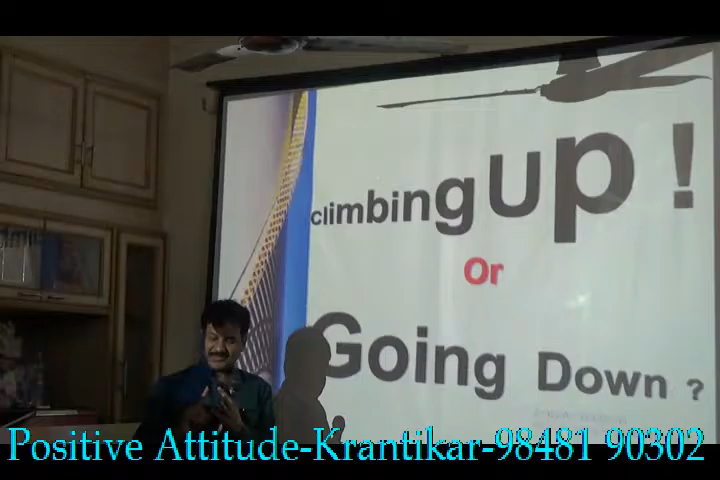 climbing up !
Or
Going Down ?
Positive Attitude-Krantikar-98481 90302